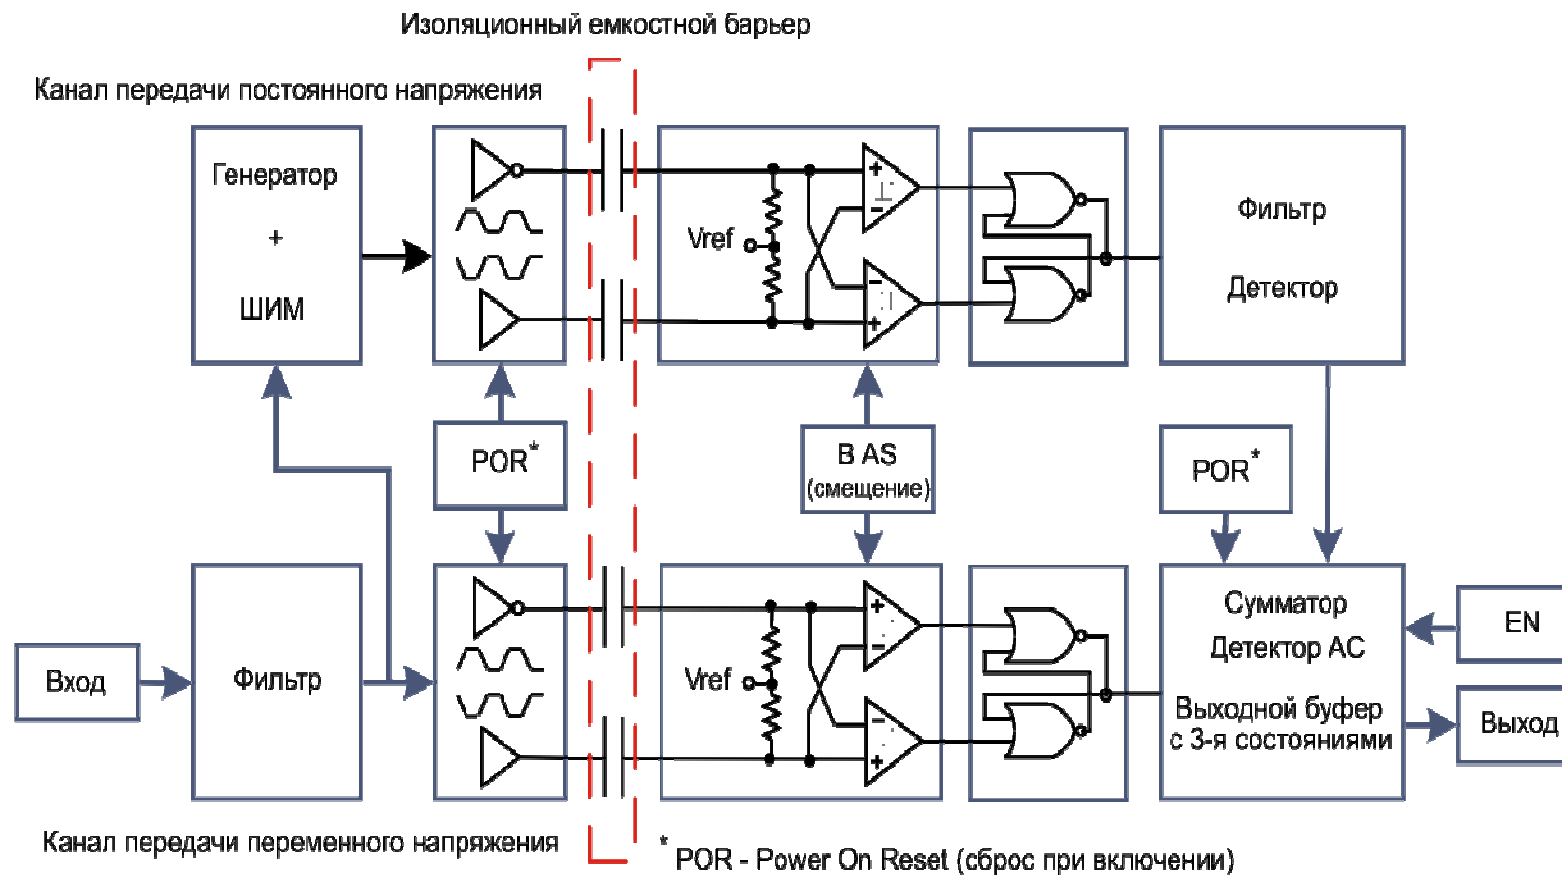 Изоляционный емкостной барьер
Канал передачи постоянного напряжения
Генератор
+
ШИМ
Vref
Фильтр
Детектор
POR*
B AS
(смещение)
POR*
Вход
Фильтр
Vref
Сумматор
Детектор АС
Выходной буфер
с 3-я состояниями
EN
Выход
Канал передачи переменного напряжения
* POR - Power On Reset (сброс при включении)